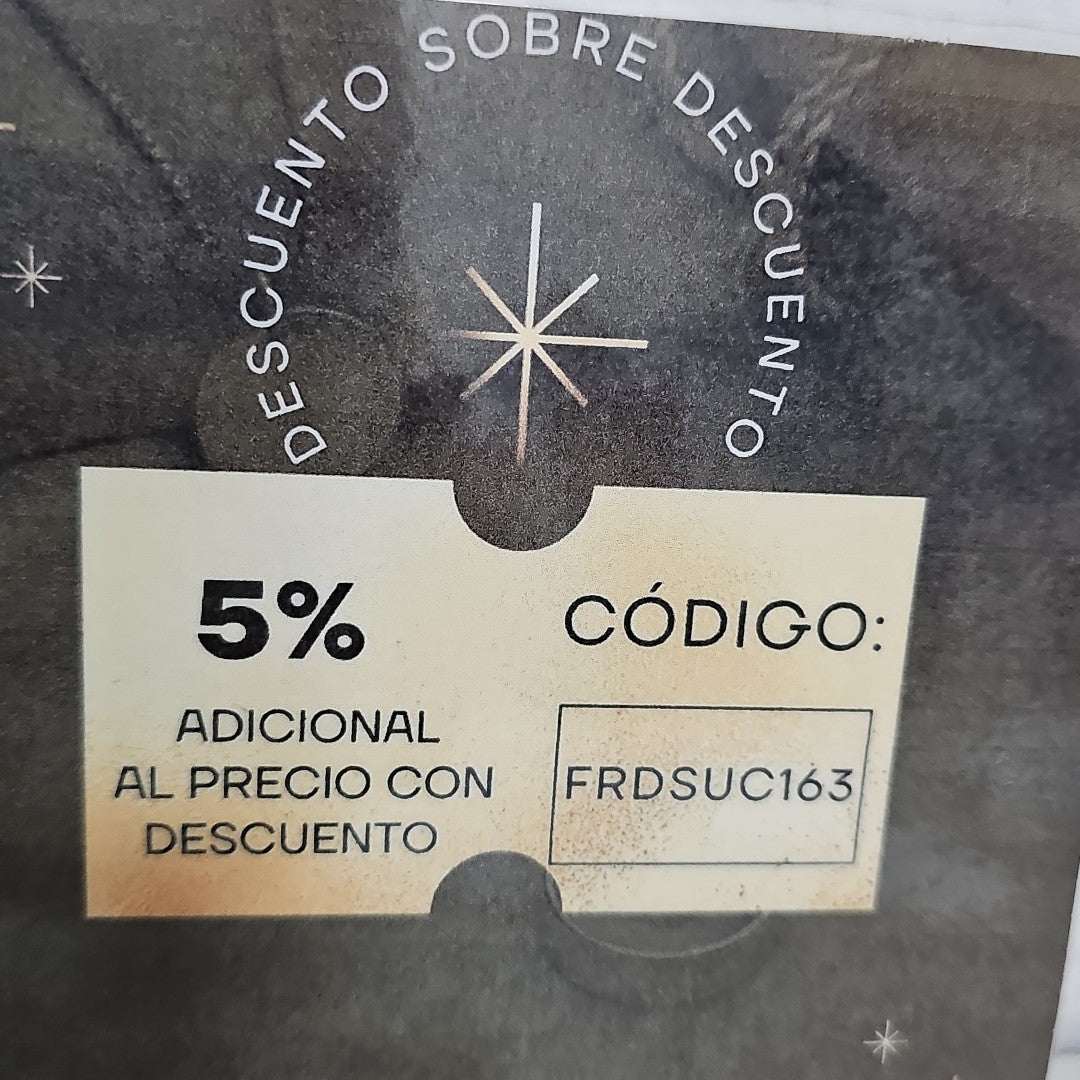 DESCUENTO SOBRE DESCUENTO
5%
ADICIONAL
AL PRECIO CON
DESCUENTO
CÓDIGO:
FRDSUC163